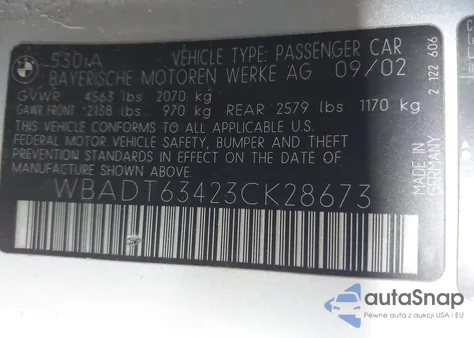 530iA VEHICLE TYPE: PASSENGER CAR
BAYERISCHE MOTOREN WERKE AG 09/02
GVWR 4563 lbs 2070 kg
GAWR FRONT 2138 lbs 970 kg REAR 2579 lbs 1170 kg
THIS VEHICLE CONFORMS TO ALL APPLICABLE U.S.
FEDERAL MOTOR VEHICLE SAFETY, BUMPER AND THEFT
PREVENTION STANDARDS IN EFFECT ON THE DATE OF
MANUFACTURE SHOWN ABOVE.
WBADT63423CK28673
MADE IN
GERMANY
2 122 606
autoSnap
Pewne auta z aukcji USA i EU